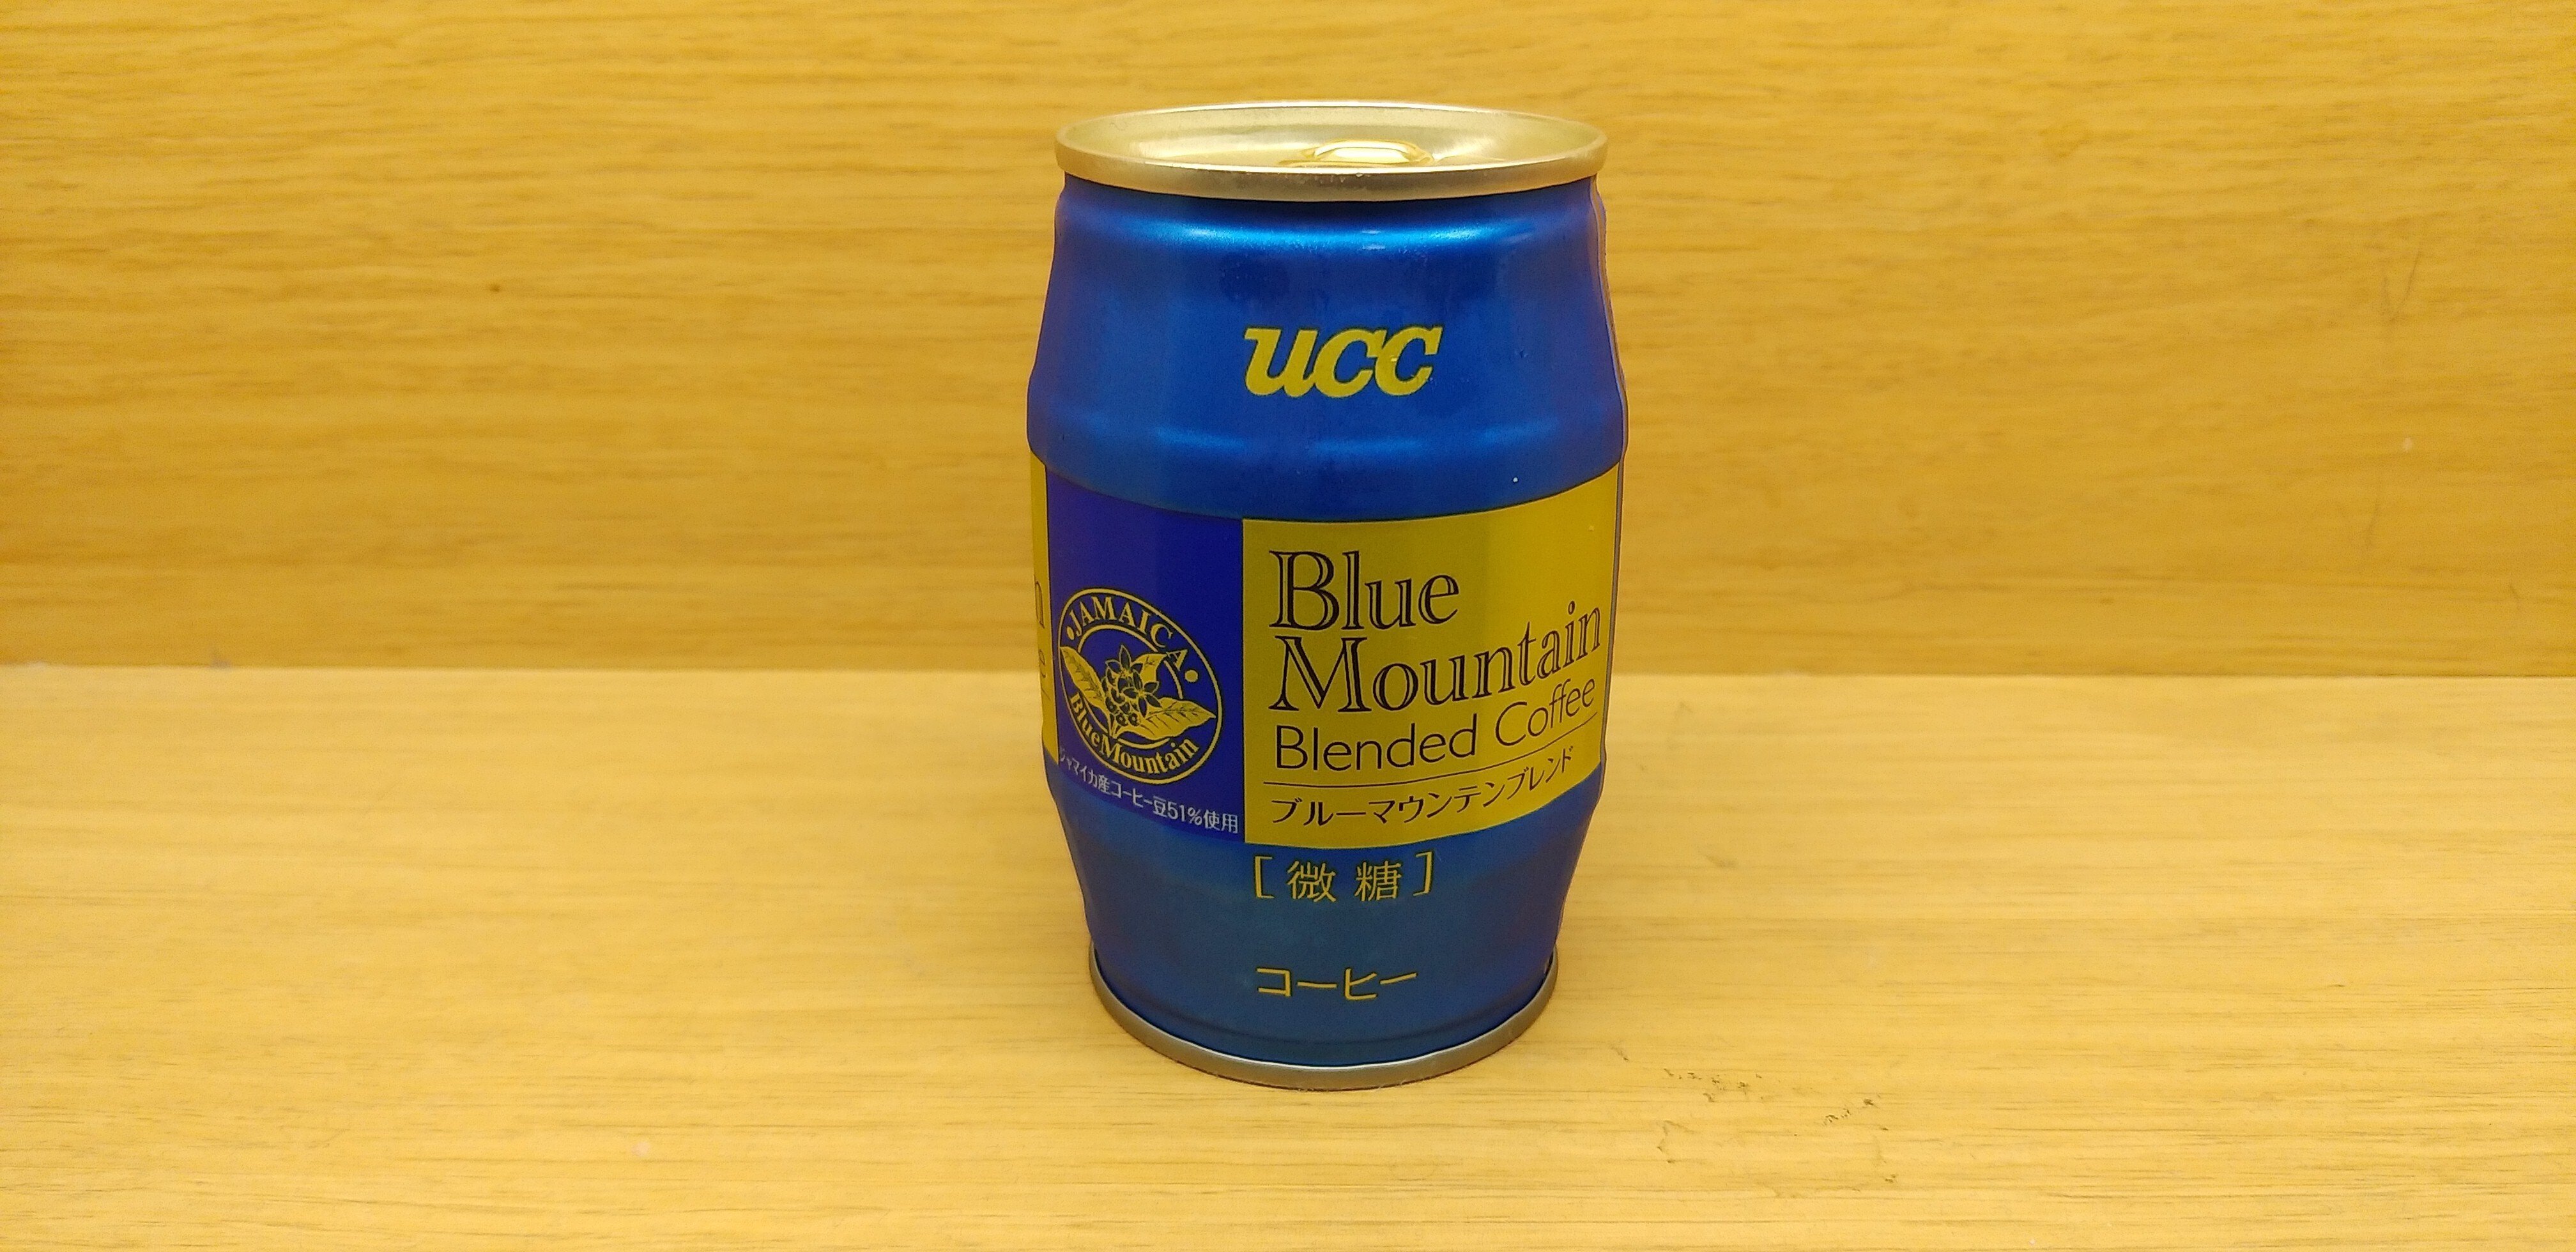 ucc
JAMAICA
Blue Mountain
ジャマイカ産コーヒー豆51%使用
Blue
Mountain
Blended Coffee
ブルーマウンテンブレンド
[微糖]
コーヒー